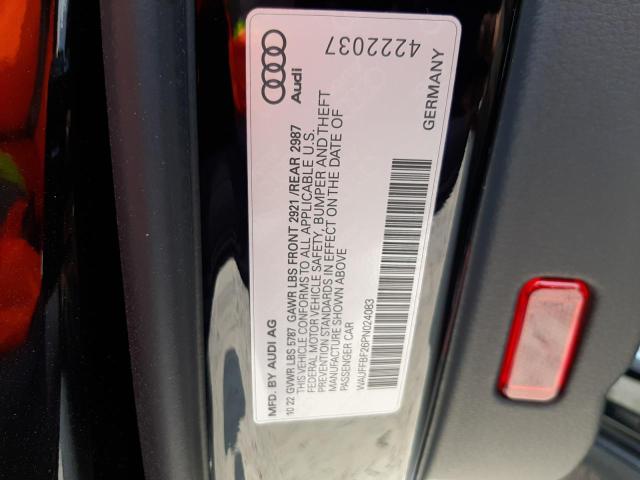 Audi
4222037
MFD. BY AUDI AG
GERMANY
10 22 GVWR LBS 5787 GAWR LBS FRONT 2921 /REAR 2987
THIS VEHICLE CONFORMS TO ALL APPLICABLE U.S.
FEDERAL MOTOR VEHICLE SAFETY, BUMPER AND THEFT
PREVENTION STANDARDS IN EFFECT ON THE DATE OF
MANUFACTURE SHOWN ABOVE
PASSENGER CAR
WAUFFBF26PN024083